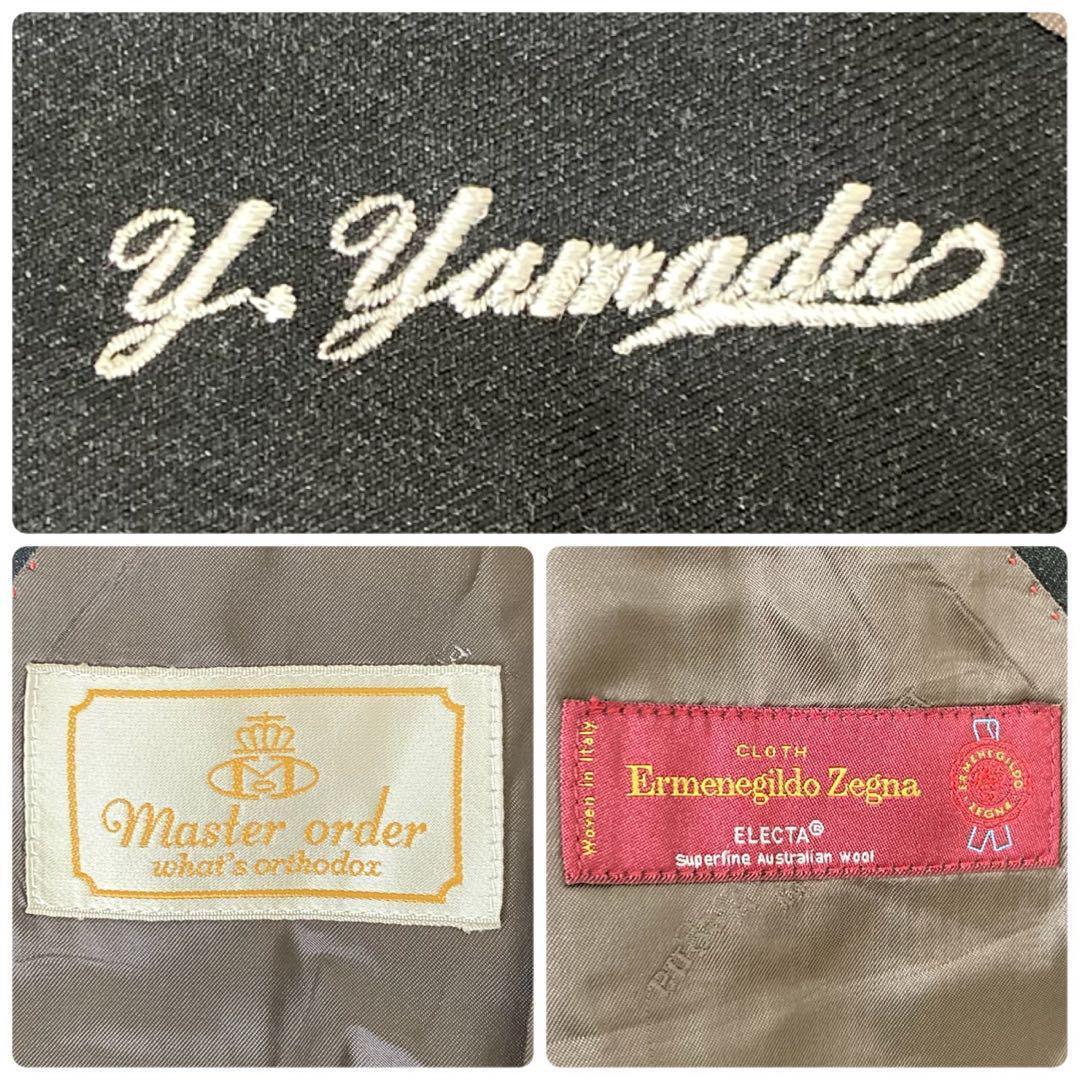 Y. Yamada
Master order
what's orthodox
Woven in Italy
CLOTH
Ermenegildo Zegna
ELECTA®
Superfine Australian wool
ERMENEGILDO
ZEGNA